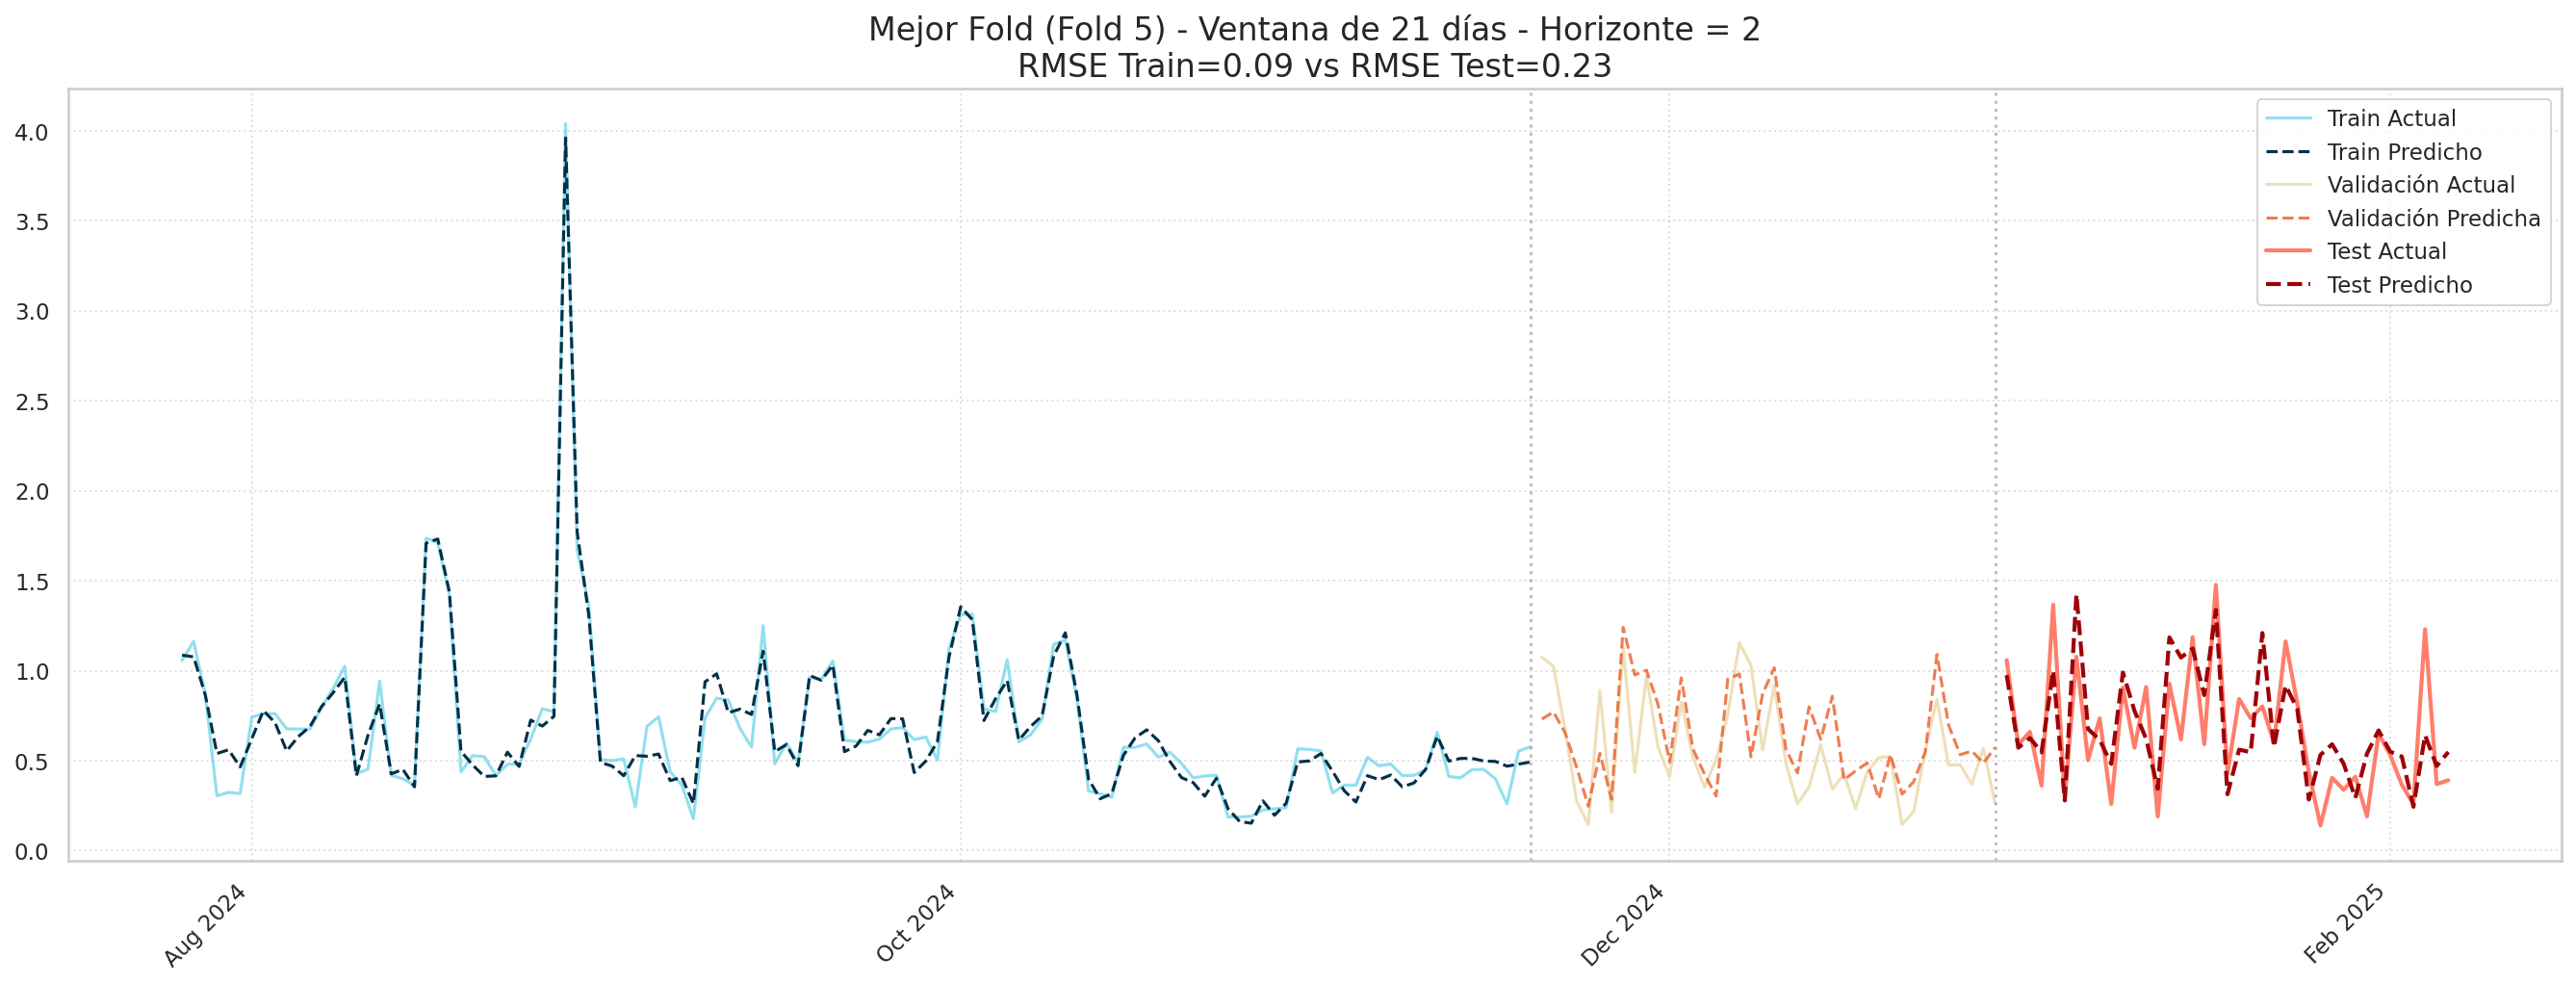 Mejor Fold (Fold 5) - Ventana de 21 días - Horizonte = 2
RMSE Train=0.09 vs RMSE Test=0.23
4.0
3.5
3.0
2.5
2.0
1.5
1.0
0.5
0.0
Train Actual
Train Predicho
Validación Actual
Validación Predicha
Test Actual
Test Predicho
Aug 2024
Oct 2024
Dec 2024
Feb 2025